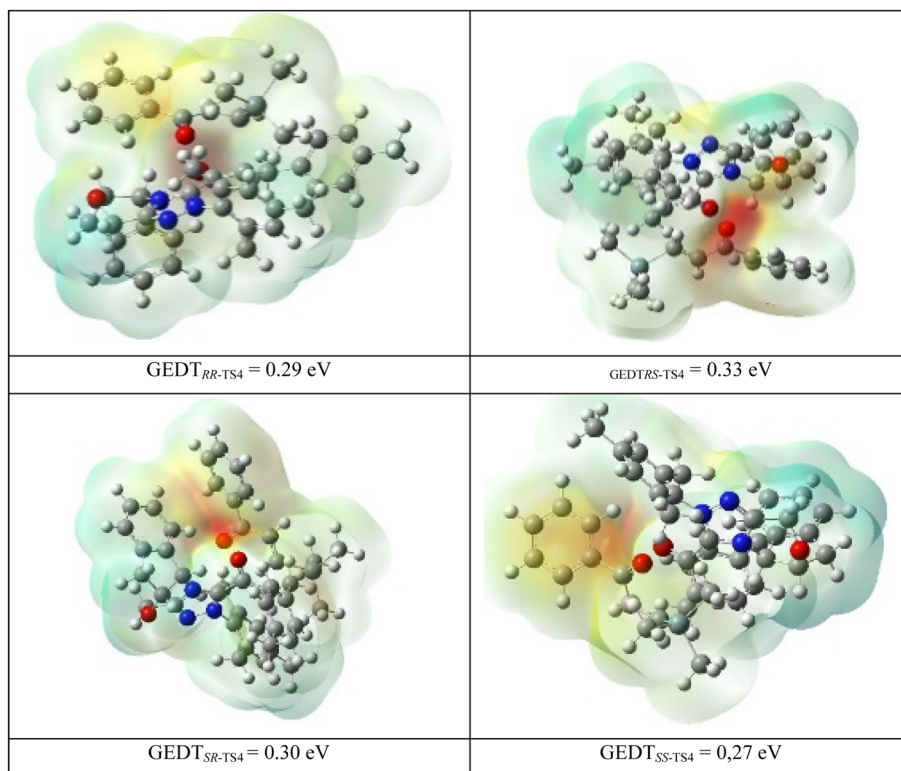 GEDTRR-TS4 = 0.29 eV
GEDTRS-TS4 = 0.33 eV
GEDTSR-TS4 = 0.30 eV
GEDTSS-TS4 = 0,27 eV